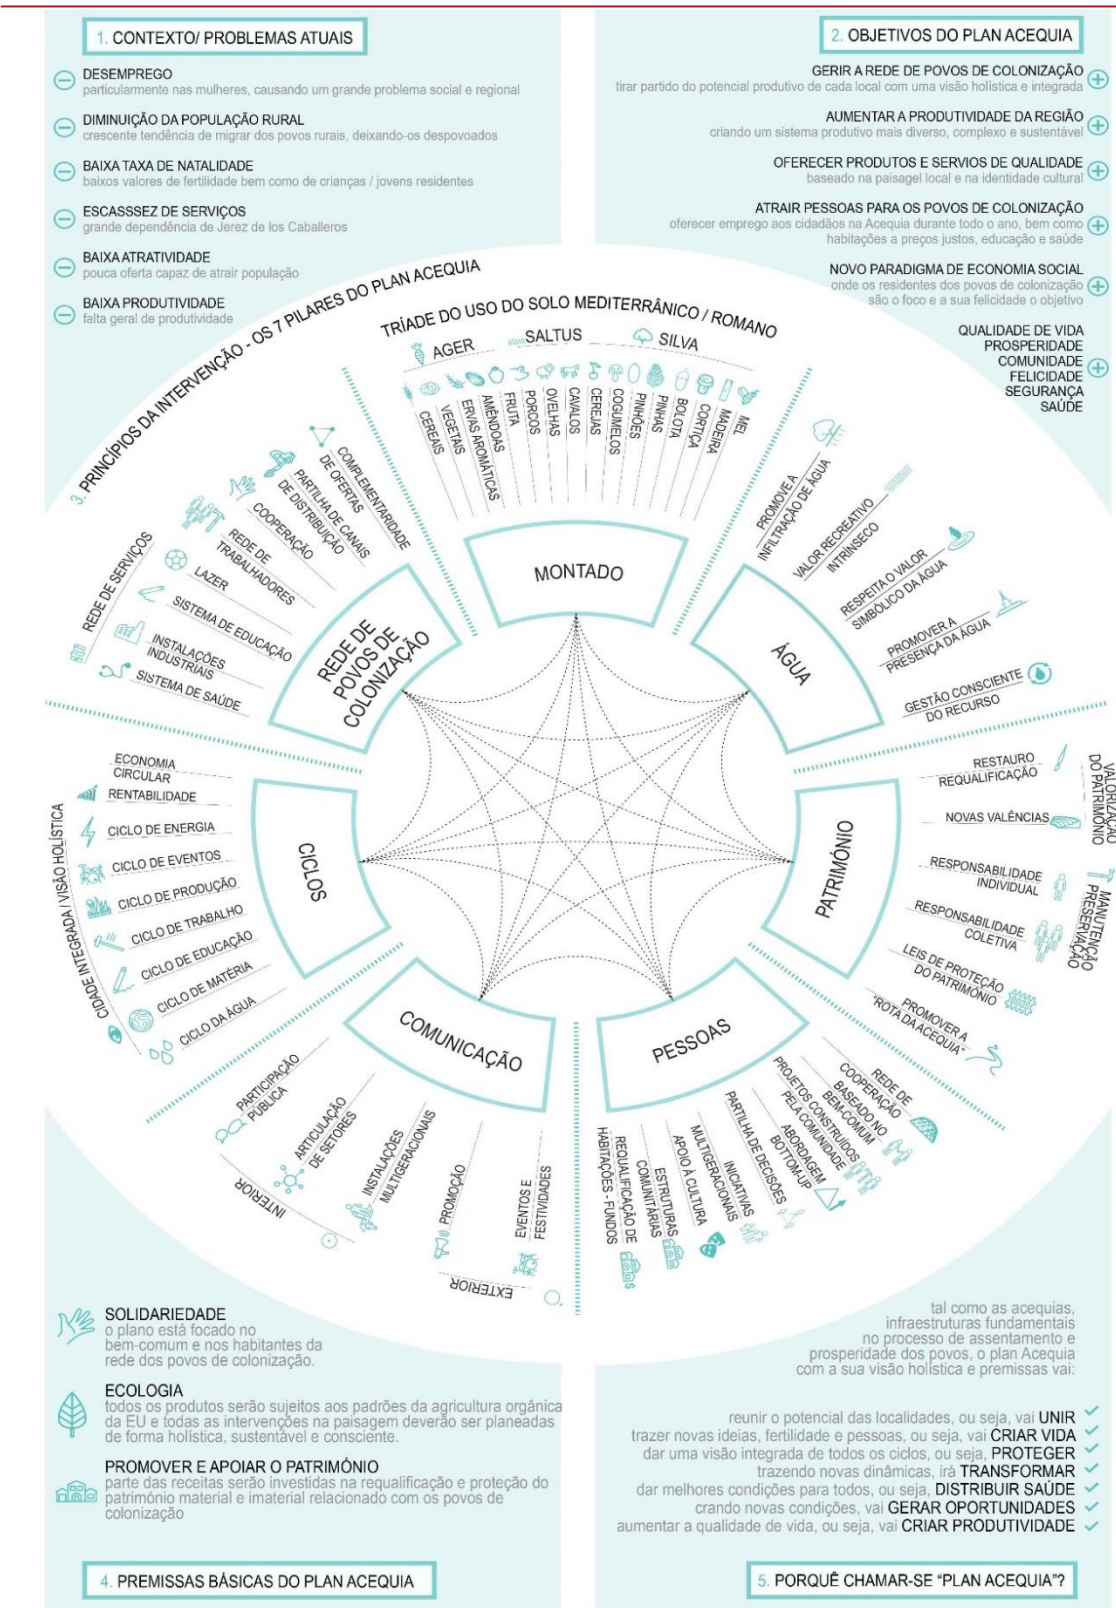 1. CONTEXTO/ PROBLEMAS ATUAIS
DESEMPREGO
particularmente nas mulheres, causando um grande problema social e regional
DIMINUIÇÃO DA POPULAÇÃO RURAL
crescente tendência de migrar dos povos rurais, deixando-os despovoados
BAIXA TAXA DE NATALIDADE
baixos valores de fertilidade bem como de crianças / jovens residentes
ESCASSSEZ DE SERVIÇOS
grande dependência de Jerez de los Caballeros
BAIXA ATRATIVIDADE
pouca oferta capaz de atrair população
BAIXA PRODUTIVIDADE
falta geral de produtividade
2. OBJETIVOS DO PLAN ACEQUIA
GERIR A REDE DE POVOS DE COLONIZAÇÃO
tirar partido do potencial produtivo de cada local com uma visão holística e integrada
AUMENTAR A PRODUTIVIDADE DA REGIÃO
criando um sistema produtivo mais diverso, complexo e sustentável
OFERECER PRODUTOS E SERVIOS DE QUALIDADE
baseado na paisagel local e na identidade cultural
ATRAIR PESSOAS PARA OS POVOS DE COLONIZAÇÃO
oferecer emprego aos cidadãos na Acequia durante todo o ano, bem como
habitações a preços justos, educação e saúde
NOVO PARADIGMA DE ECONOMIA SOCIAL
onde os residentes dos povos de colonização
são o foco e a sua felicidade o objetivo
QUALIDADE DE VIDA
PROSPERIDADE
COMUNIDADE
FELICIDADE
SEGURANÇA
SAÚDE
3. PRINCÍPIOS DA INTERVENÇÃO - OS 7 PILARES DO PLAN ACEQUIA
TRÍADE DO USO DO SOLO MEDITERRÂNICO / ROMANO
AGER
SALTUS
SILVA
CEREAIS
VEGETAIS
ERVAS AROMÁTICAS
AMÊNDOAS
FRUTA
PORCOS
OVELHAS
CAVALOS
CEREJAS
COGUMELOS
PINHÕES
PINHAS
BOLOTA
CORTIÇA
MADEIRA
MEL
MONTADO
PROMOVE A
INFILTRAÇÃO DE ÁGUA
VALOR RECREATIVO
INTRINSECO
RESPEITA O VALOR
SIMBÓLICO DA ÁGUA
PROMOVER A
PRESENÇA DA ÁGUA
GESTÃO CONSCIENTE
DO RECURSO
ÁGUA
RESTAURO
REQUALIFICAÇÃO
NOVAS VALÊNCIAS
VALORIZAÇÃO
DO PATRIMÓNIO
RESPONSABILIDADE
INDIVIDUAL
RESPONSABILIDADE
COLETIVA
LEIS DE PROTEÇÃO
DO PATRIMÓNIO
PROMOVER A
"ROTA DA ACEQUIA"
MANUTENÇÃO
PRESERVAÇÃO
PATRIMÓNIO
REDE DE
COOPERAÇÃO
BASEADO NO
BEM-COMUM
PROJETOS CONSTRUÍDOS
PELA COMUNIDADE
ABORDAGEM
BOTTOM-UP
PARTILHA DE DECISÕES
INICIATIVAS
MULTIGERACIONAIS
APOIO À CULTURA
ESTRUTURAS
COMUNITÁRIAS
REQUALIFICAÇÃO DE
HABITAÇÕES - FUNDOS
PESSOAS
EVENTOS E
FESTIVIDADES
PROMOÇÃO
EXTERIOR
INSTALAÇÕES
MULTIGERACIONAIS
ARTICULAÇÃO
DE SETORES
PARTICIPAÇÃO
PÚBLICA
INTERIOR
COMUNICAÇÃO
ECONOMIA
CIRCULAR
RENTABILIDADE
CICLO DE ENERGIA
CICLO DE EVENTOS
CICLO DE PRODUÇÃO
CICLO DE TRABALHO
CICLO DE EDUCAÇÃO
CICLO DE MATÉRIA
CICLO DA ÁGUA
CIDADE INTEGRADA / VISÃO HOLÍSTICA
CICLOS
REDE DE SERVIÇOS
SISTEMA DE SAÚDE
INSTALAÇÕES
INDUSTRIAIS
SISTEMA DE EDUCAÇÃO
LAZER
REDE DE
TRABALHADORES
COOPERAÇÃO
PARTILHA DE CANAIS
DE DISTRIBUIÇÃO
COMPLEMENTARIDADE
DE OFERTAS
REDE DE
POVOS DE
COLONIZAÇÃO
SOLIDARIEDADE
o plano está focado no
bem-comum e nos habitantes da
rede dos povos de colonização.
ECOLOGIA
todos os produtos serão sujeitos aos padrões da agricultura orgânica
da EU e todas as intervenções na paisagem deverão ser planeadas
de forma holística, sustentável e consciente.
PROMOVER E APOIAR O PATRIMÓNIO
parte das receitas serão investidas na requalificação e proteção do
património material e imaterial relacionado com os povos de
colonização
4. PREMISSAS BÁSICAS DO PLAN ACEQUIA
tal como as acequias,
infraestruturas fundamentais
no processo de assentamento e
prosperidade dos povos, o plan Acequia
com a sua visão holística e premissas vai:
reunir o potencial das localidades, ou seja, vai UNIR
trazer novas ideias, fertilidade e pessoas, ou seja, vai CRIAR VIDA
dar uma visão integrada de todos os ciclos, ou seja, PROTEGER
trazendo novas dinâmicas, irá TRANSFORMAR
dar melhores condições para todos, ou seja, DISTRIBUIR SAÚDE
crando novas condições, vai GERAR OPORTUNIDADES
aumentar a qualidade de vida, ou seja, vai CRIAR PRODUTIVIDADE
5. PORQUÊ CHAMAR-SE "PLAN ACEQUIA"?